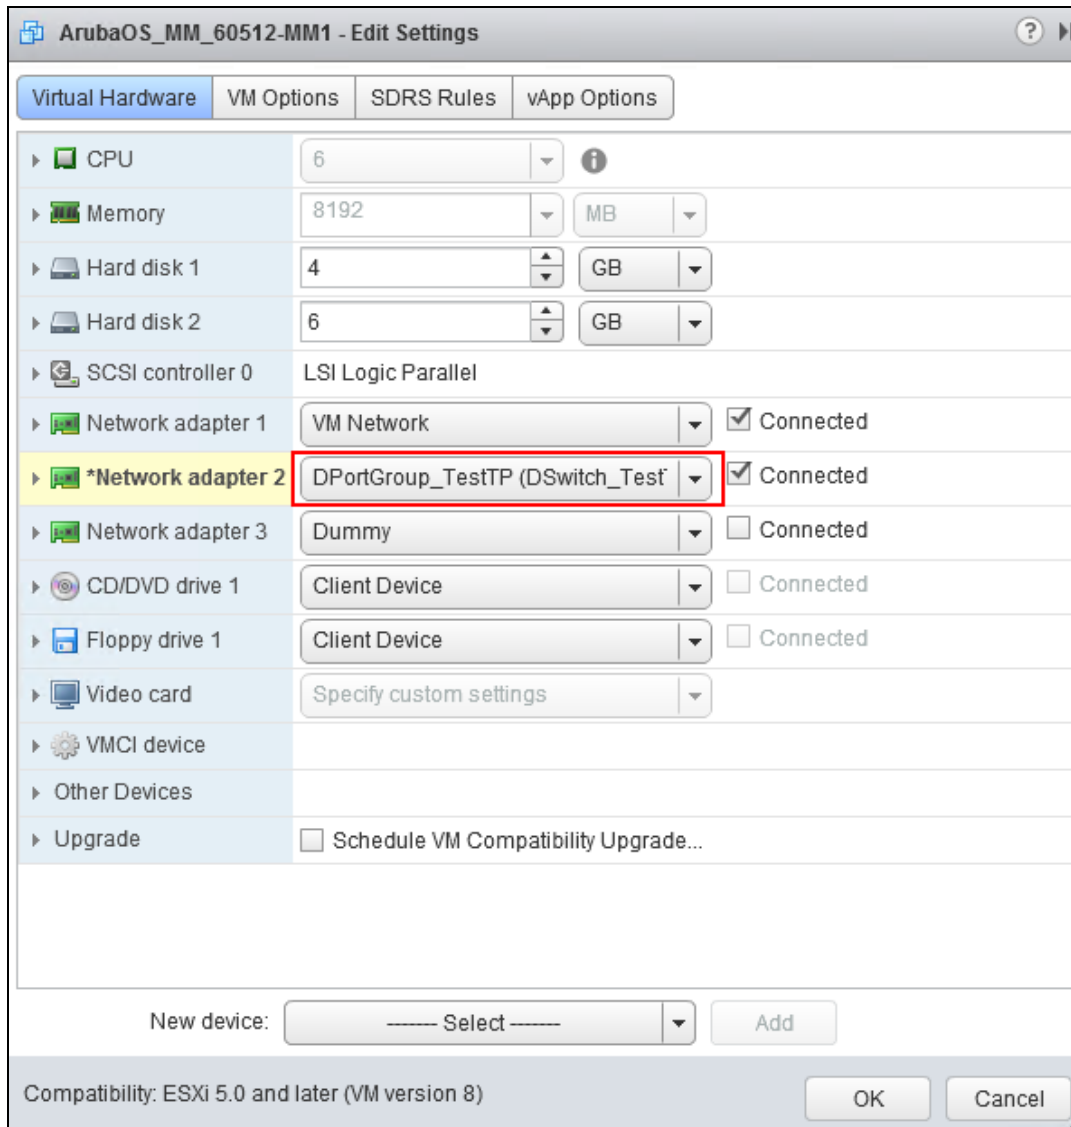 ArubaOS_MM_60512-MM1 - Edit Settings
Virtual Hardware VM Options SDRS Rules vApp Options
CPU 6
Memory 8192 MB
Hard disk 1 4 GB
Hard disk 2 6 GB
SCSI controller 0 LSI Logic Parallel
Network adapter 1 VM Network Connected
*Network adapter 2 DPortGroup_TestTP (DSwitch_Test Connected
Network adapter 3 Dummy Connected
CD/DVD drive 1 Client Device Connected
Floppy drive 1 Client Device Connected
Video card Specify custom settings
VMCI device
Other Devices
Upgrade Schedule VM Compatibility Upgrade...
New device: ------- Select ------- Add
Compatibility: ESXi 5.0 and later (VM version 8) OK Cancel